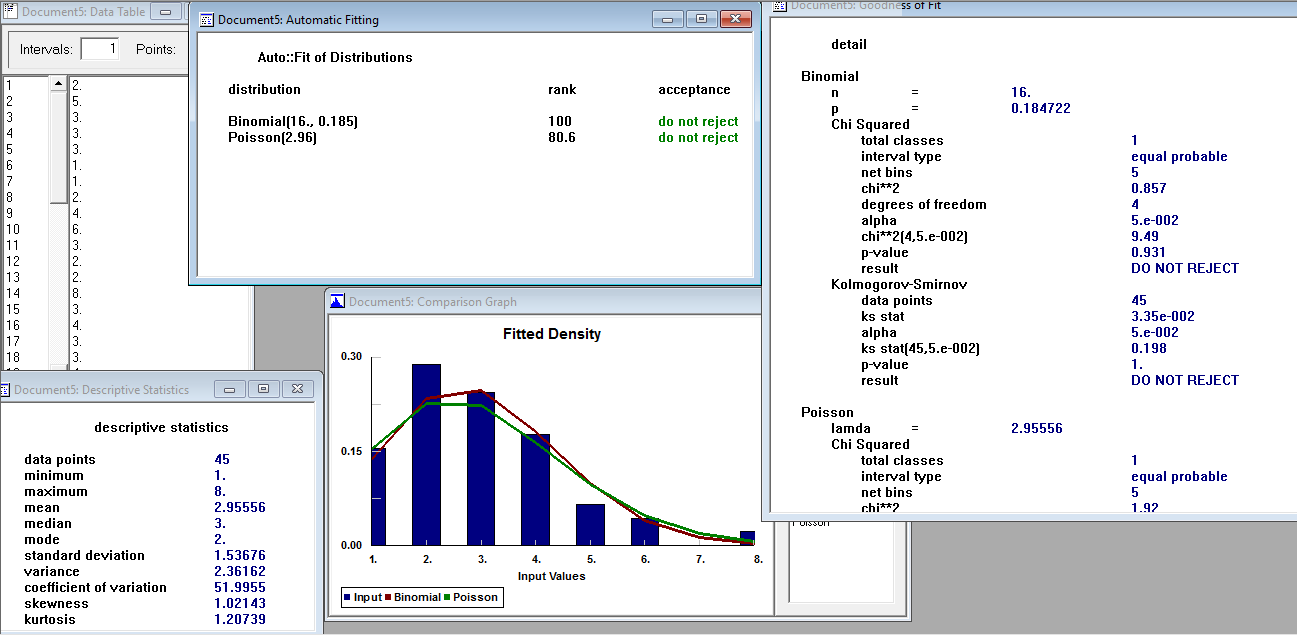 Document5: Data Table
Intervals: 1 Points:
1 2.
2 5.
3 3.
4 3.
5 3.
6 1.
7 1.
8 2.
9 4.
10 6.
11 3.
12 2.
13 2.
14 8.
15 3.
16 4.
17 3.
18 3.
Document5: Automatic Fitting
Auto::Fit of Distributions
distribution rank acceptance
Binomial(16., 0.185) 100 do not reject
Poisson(2.96) 80.6 do not reject
Document5: Goodness of Fit
detail
Binomial
n = 16.
p = 0.184722
Chi Squared
total classes 1
interval type equal probable
net bins 5
chi**2 0.857
degrees of freedom 4
alpha 5.e-002
chi**2(4,5.e-002) 9.49
p-value 0.931
result DO NOT REJECT
Kolmogorov-Smirnov
data points 45
ks stat 3.35e-002
alpha 5.e-002
ks stat(45,5.e-002) 0.198
p-value 1.
result DO NOT REJECT
Poisson
lamda = 2.95556
Chi Squared
total classes 1
interval type equal probable
net bins 5
chi**2 1.92
Document5: Descriptive Statistics
descriptive statistics
data points 45
minimum 1.
maximum 8.
mean 2.95556
median 3.
mode 2.
standard deviation 1.53676
variance 2.36162
coefficient of variation 51.9955
skewness 1.02143
kurtosis 1.20739
Document5: Comparison Graph
Fitted Density
0.30
0.15
0.00
1. 2. 3. 4. 5. 6. 7. 8.
Input Values
Input Binomial Poisson
Poisson